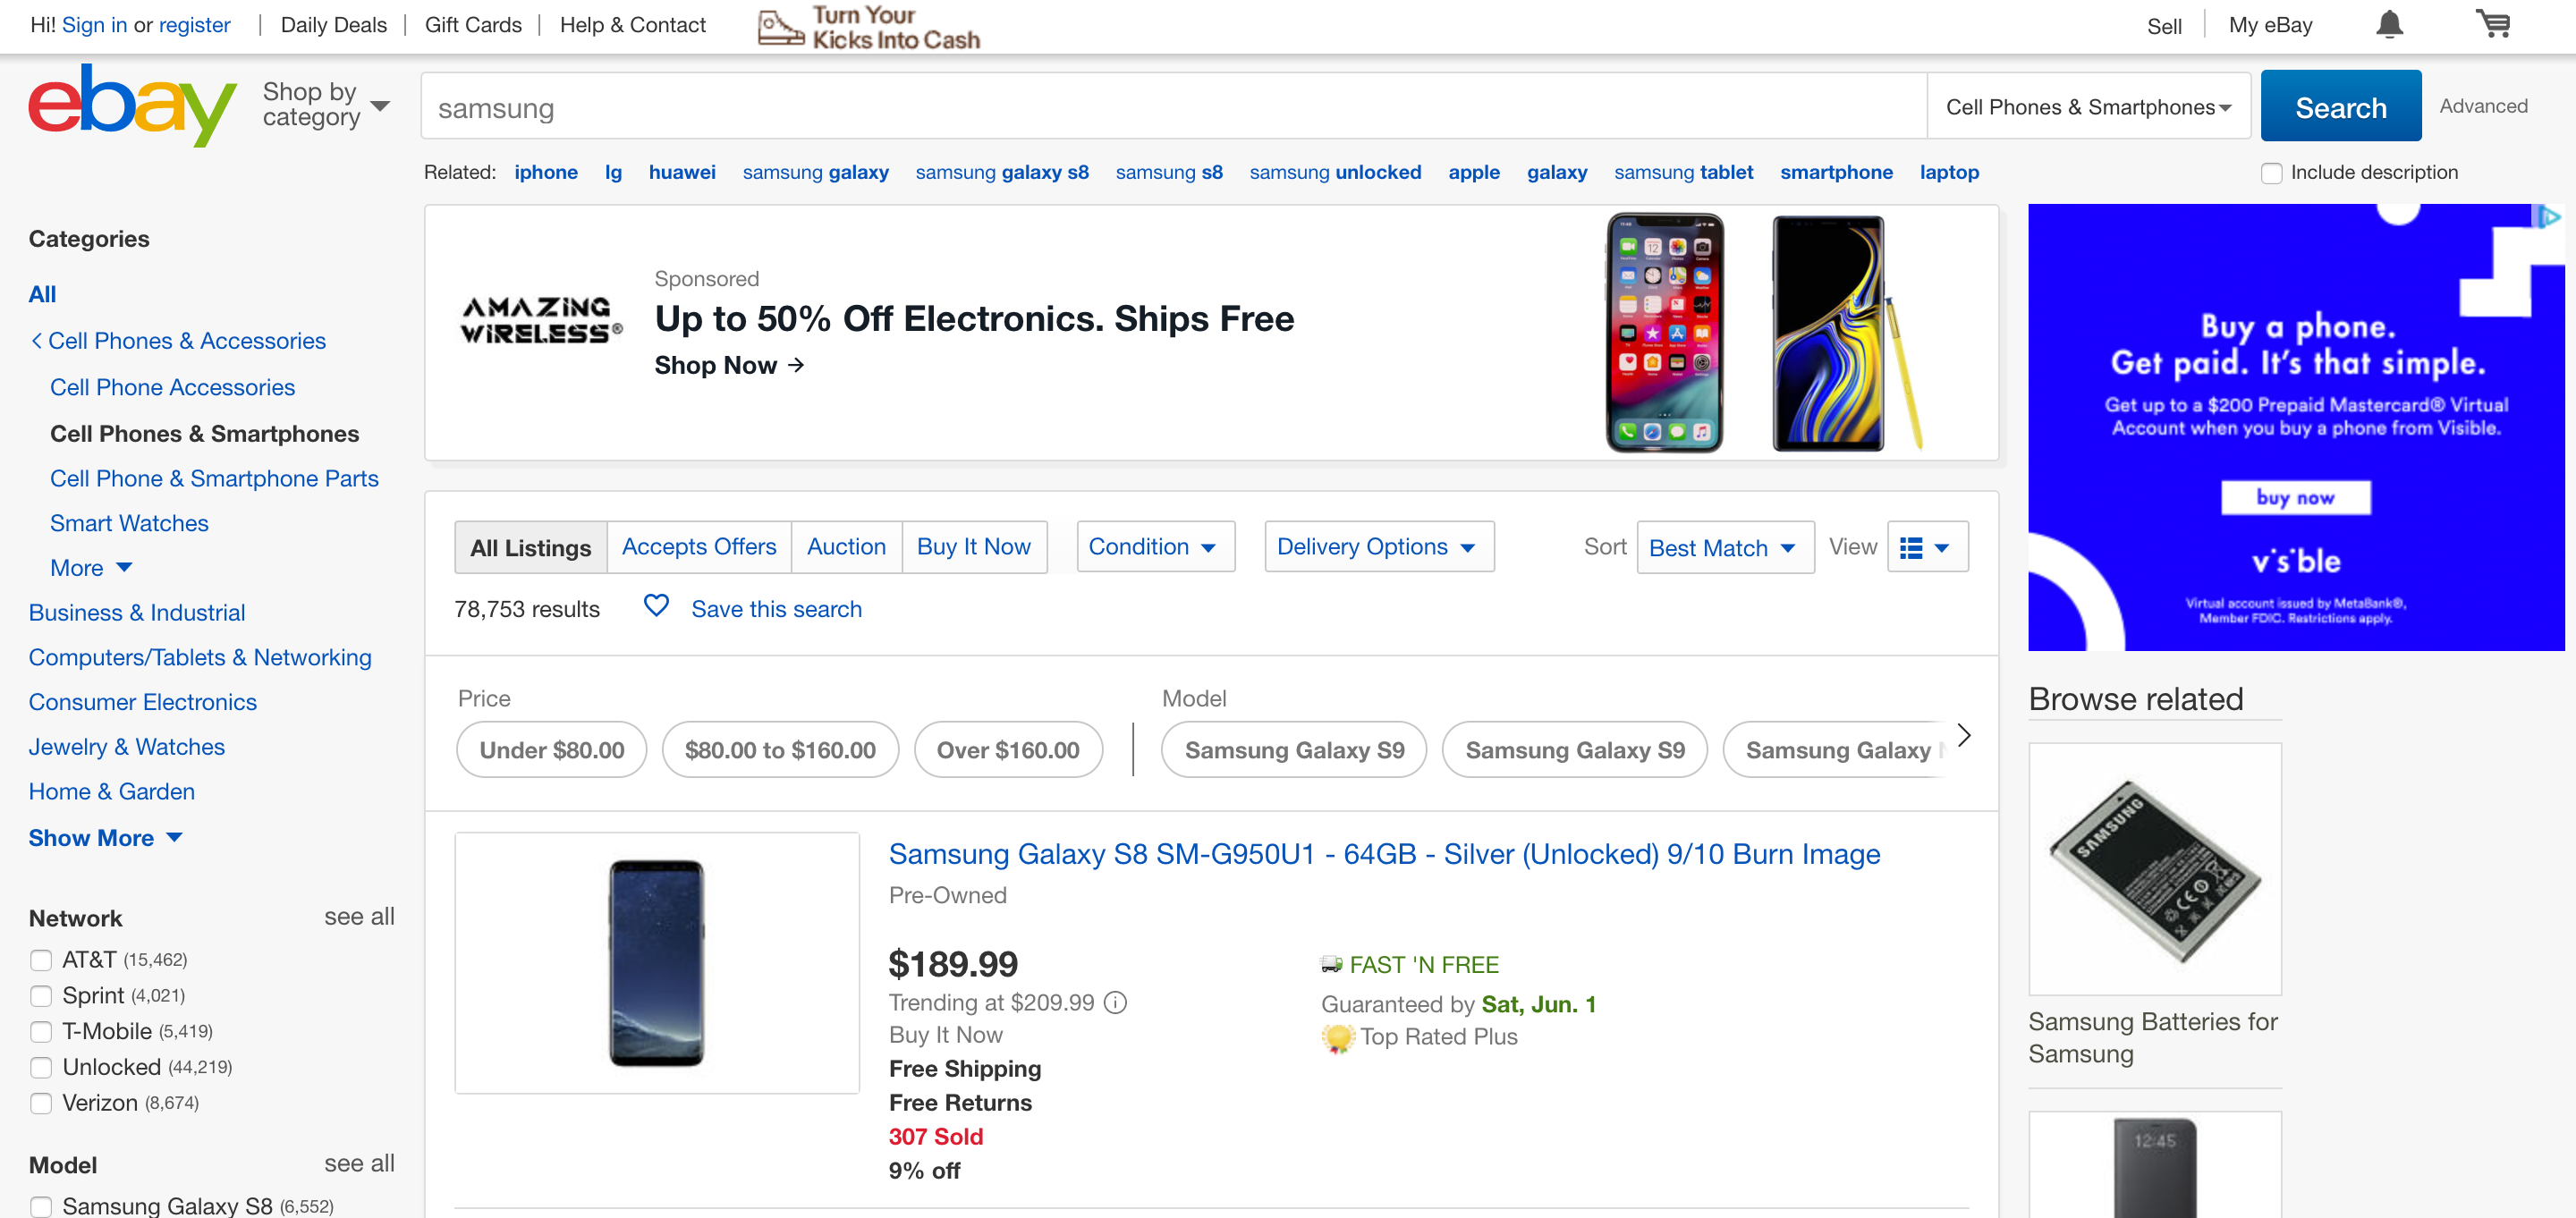 Hi! Sign in or register
Daily Deals
Gift Cards
Help & Contact
Turn Your
Kicks Into Cash
Sell
My eBay
ebay
Shop by
category
samsung
Cell Phones & Smartphones
Search
Advanced
Related: iphone lg huawei samsung galaxy samsung galaxy s8 samsung s8 samsung unlocked apple galaxy samsung tablet smartphone laptop
Include description
Categories
All
Cell Phones & Accessories
Cell Phone Accessories
Cell Phones & Smartphones
Cell Phone & Smartphone Parts
Smart Watches
More
Business & Industrial
Computers/Tablets & Networking
Consumer Electronics
Jewelry & Watches
Home & Garden
Show More
Network see all
AT&T (15,462)
Sprint (4,021)
T-Mobile (5,419)
Unlocked (44,219)
Verizon (8,674)
Model see all
Samsung Galaxy S8 (6,552)
AMAZING
WIRELESS®
Sponsored
Up to 50% Off Electronics. Ships Free
Shop Now →
All Listings
Accepts Offers
Auction
Buy It Now
Condition
Delivery Options
Sort
Best Match
View
78,753 results
Save this search
Price
Under $80.00
$80.00 to $160.00
Over $160.00
Model
Samsung Galaxy S9
Samsung Galaxy S9
Samsung Galaxy
Samsung Galaxy S8 SM-G950U1 - 64GB - Silver (Unlocked) 9/10 Burn Image
Pre-Owned
$189.99
Trending at $209.99
Buy It Now
Free Shipping
Free Returns
307 Sold
9% off
FAST 'N FREE
Guaranteed by Sat, Jun. 1
Top Rated Plus
Buy a phone.
Get paid. It's that simple.
Get up to a $200 Prepaid Mastercard® Virtual
Account when you buy a phone from Visible.
buy now
visible
Virtual account issued by MetaBank®,
Member FDIC. Restrictions apply.
Browse related
SAMSUNG
Samsung Batteries for
Samsung
12:45